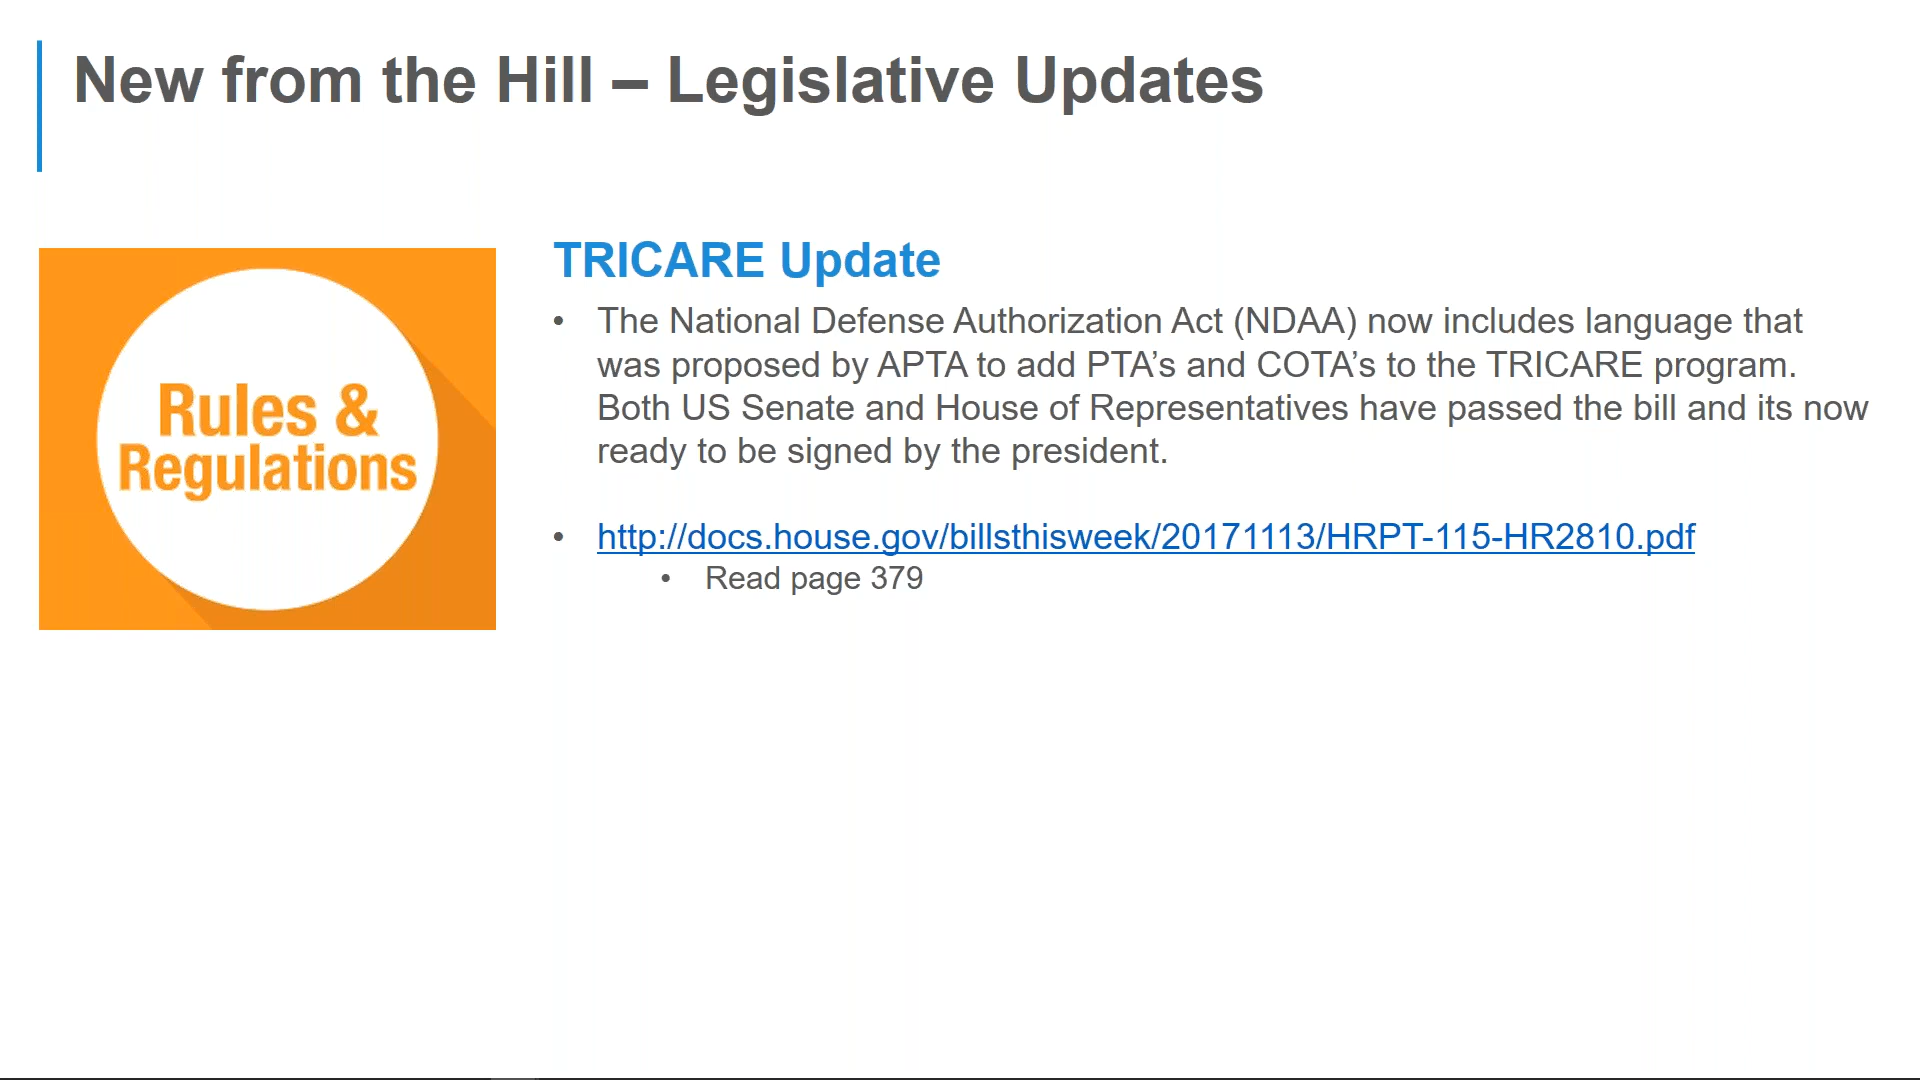 New from the Hill – Legislative Updates
Rules &
Regulations
TRICARE Update
• The National Defense Authorization Act (NDAA) now includes language that
was proposed by APTA to add PTA’s and COTA’s to the TRICARE program.
Both US Senate and House of Representatives have passed the bill and its now
ready to be signed by the president.
• http://docs.house.gov/billsthisweek/20171113/HRPT-115-HR2810.pdf
• Read page 379